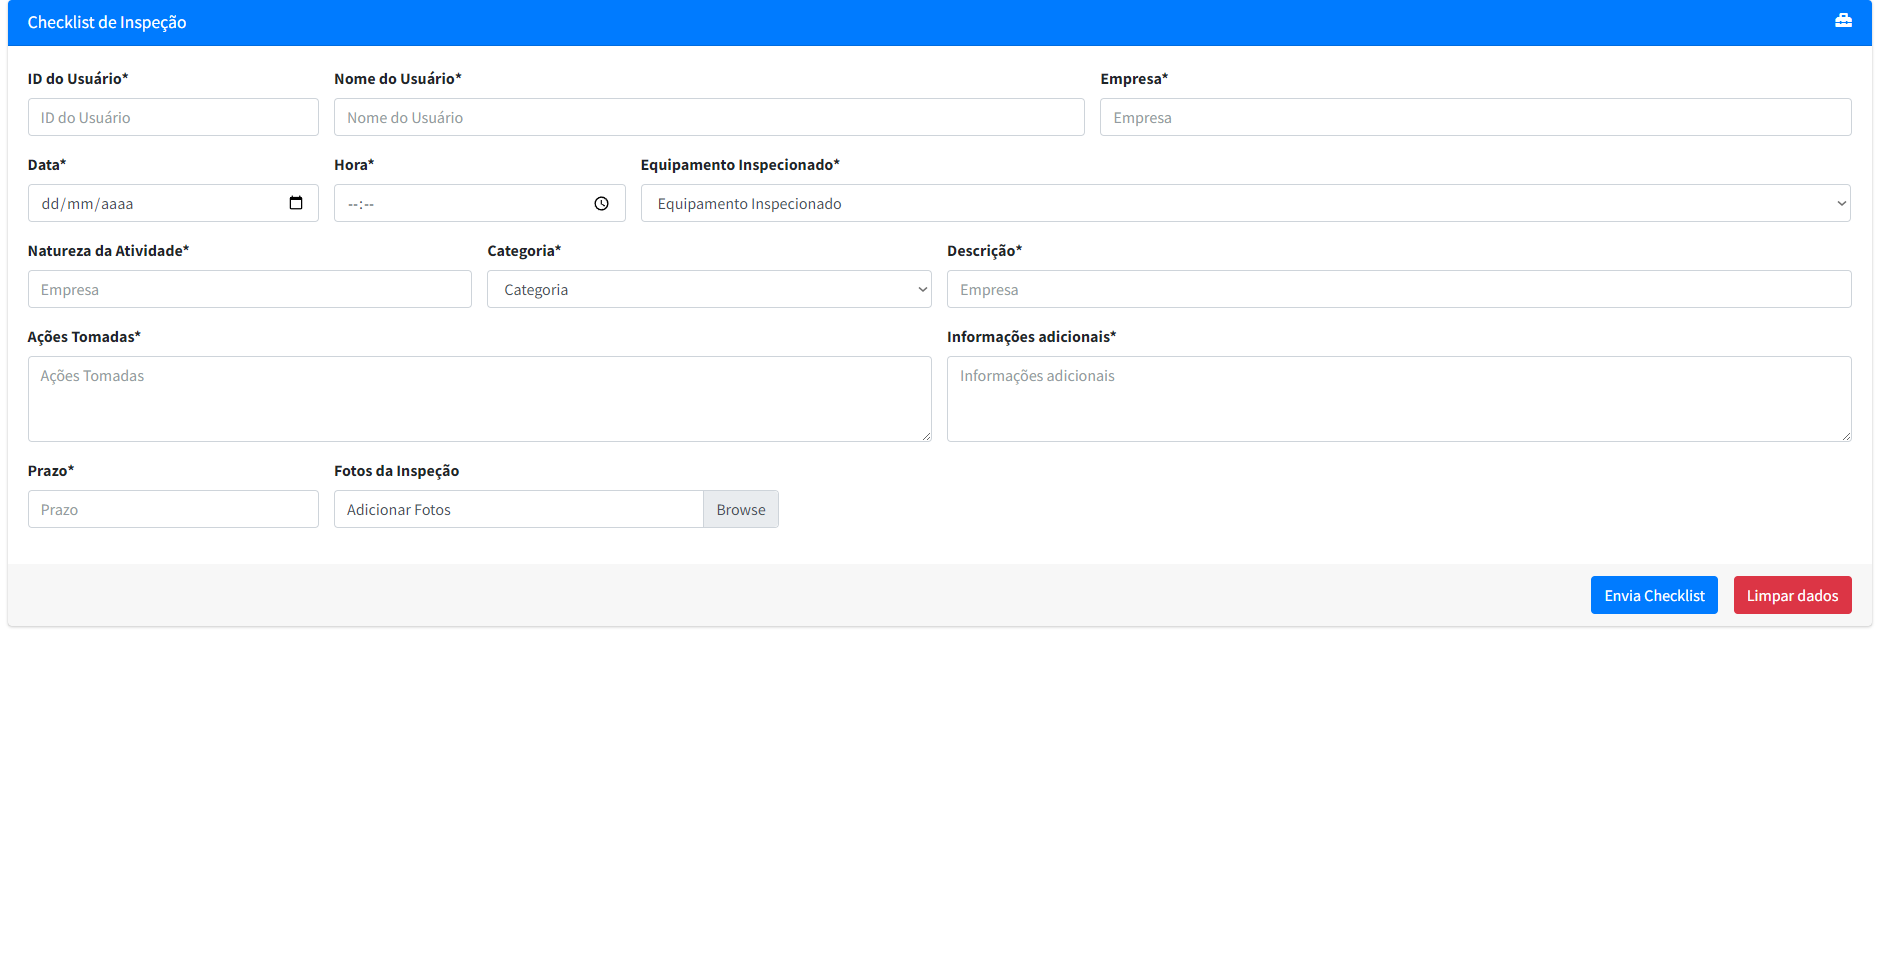 Checklist de Inspeção
ID do Usuário* Nome do Usuário* Empresa*
ID do Usuário Nome do Usuário Empresa
Data* Hora* Equipamento Inspecionado*
dd/mm/aaaa --:-- Equipamento Inspecionado
Natureza da Atividade* Categoria* Descrição*
Empresa Categoria Empresa
Ações Tomadas* Informações adicionais*
Ações Tomadas Informações adicionais
Prazo* Fotos da Inspeção
Prazo Adicionar Fotos Browse
Envia Checklist Limpar dados